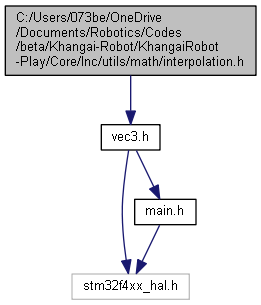 C:/Users/073be/OneDrive
/Documents/Robotics/Codes
/beta/Khangai-Robot/KhangaiRobot
-Play/Core/Inc/utils/math/interpolation.h
vec3.h
main.h
stm32f4xx_hal.h